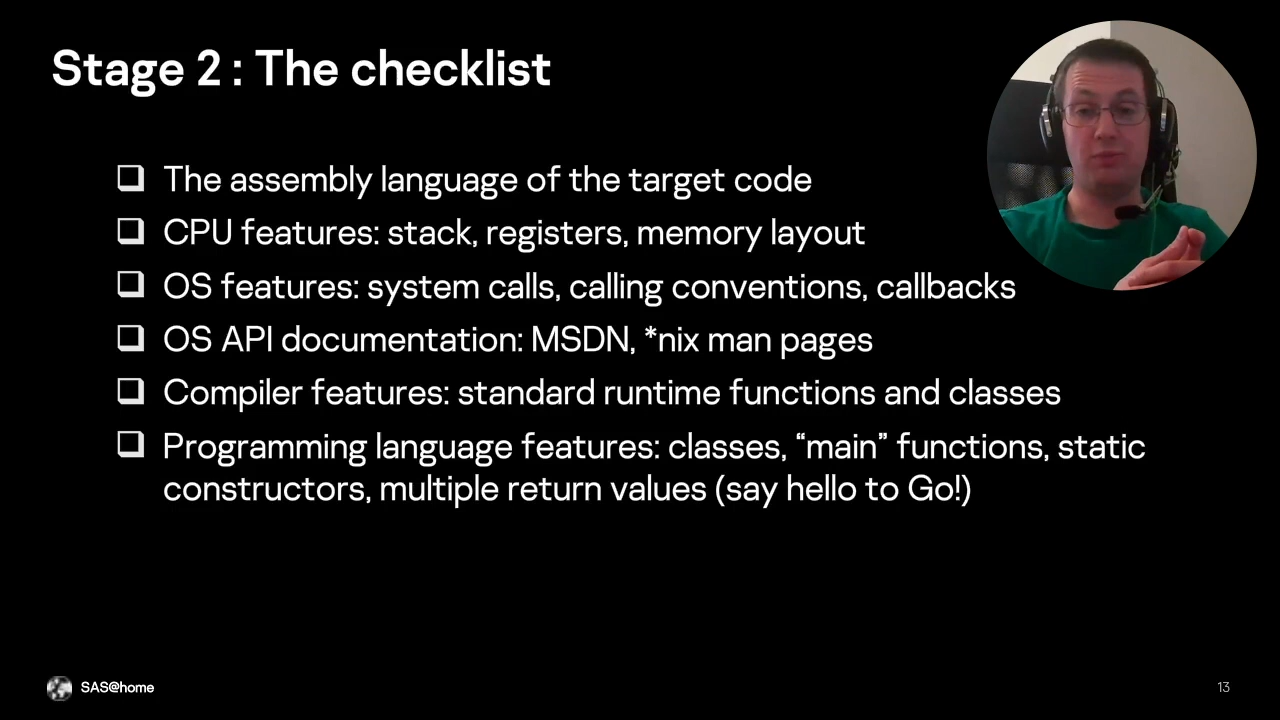 Stage 2 : The checklist
The assembly language of the target code
CPU features: stack, registers, memory layout
OS features: system calls, calling conventions, callbacks
OS API documentation: MSDN, *nix man pages
Compiler features: standard runtime functions and classes
Programming language features: classes, “main” functions, static
constructors, multiple return values (say hello to Go!)
SAS@home
13